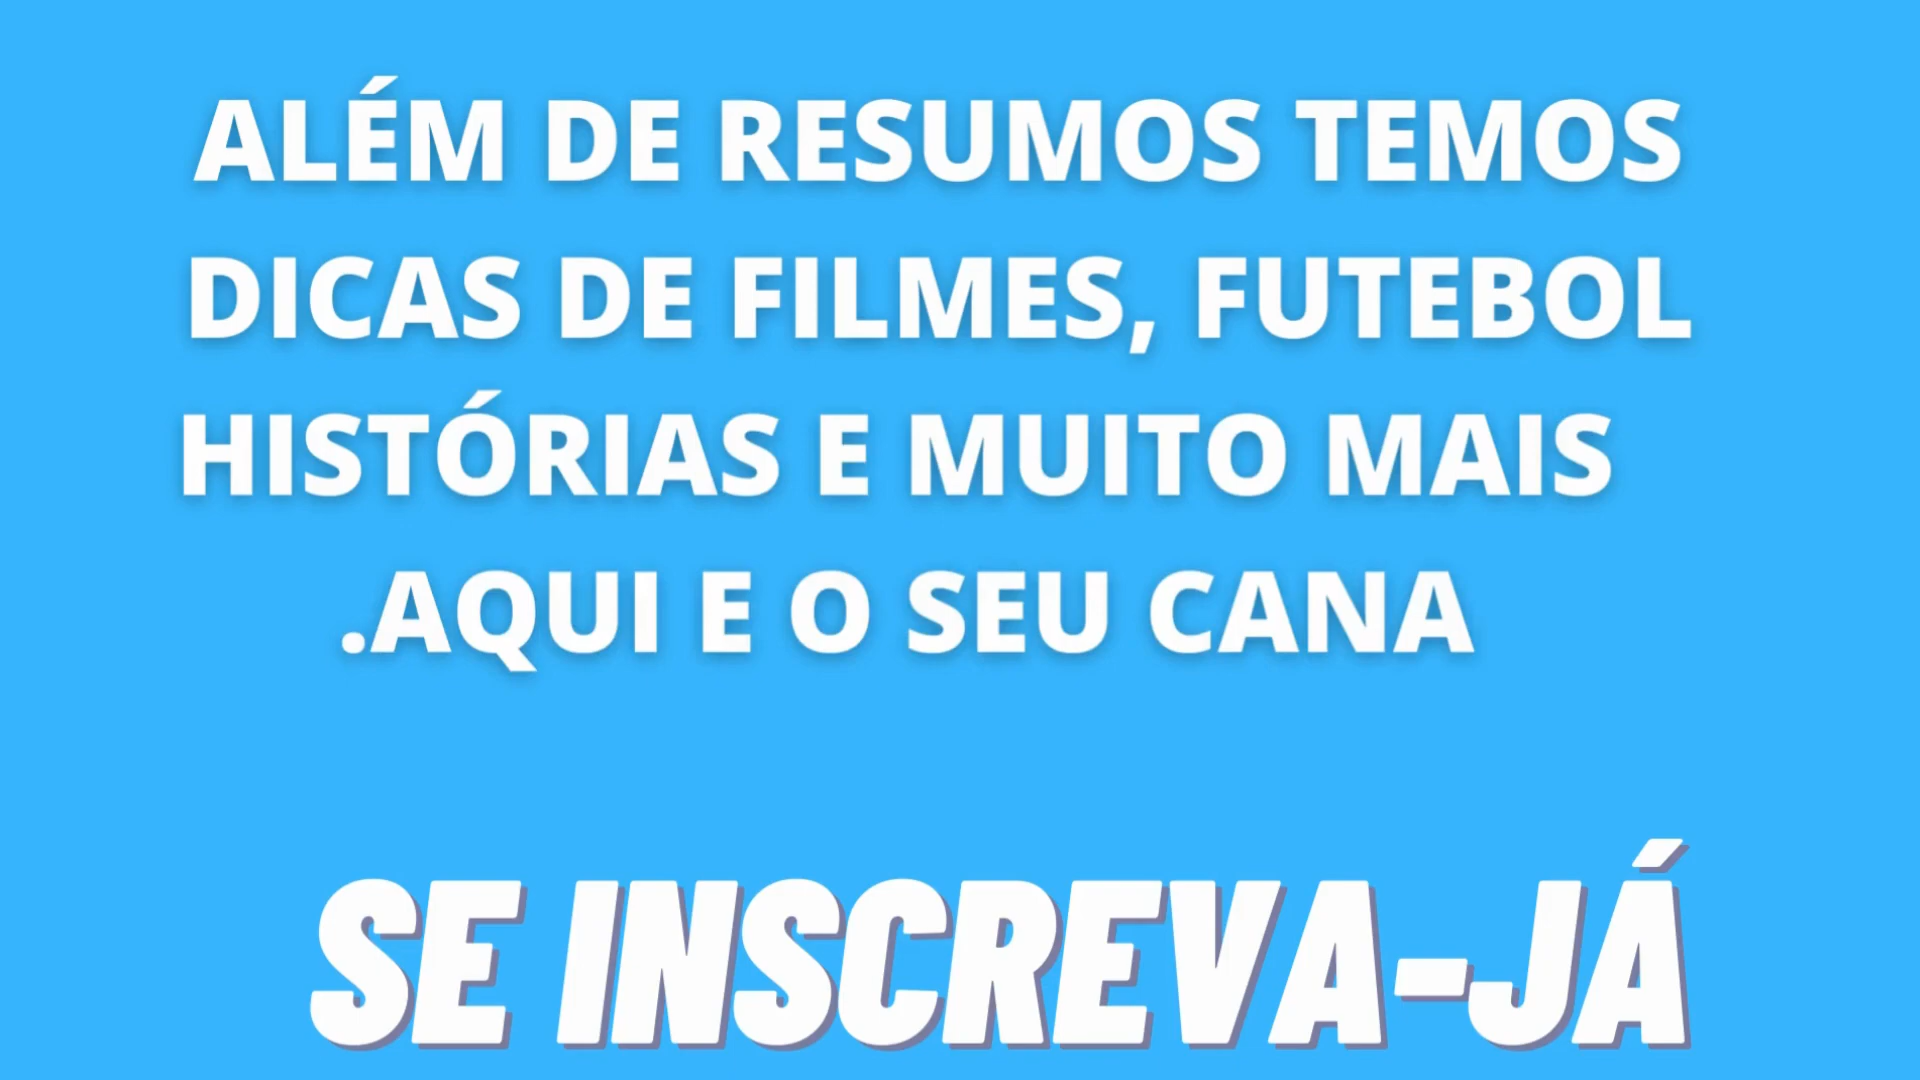 ALÉM DE RESUMOS TEMOS
DICAS DE FILMES, FUTEBOL
HISTÓRIAS E MUITO MAIS
.AQUI E O SEU CANA
SE INSCREVA-JÁ